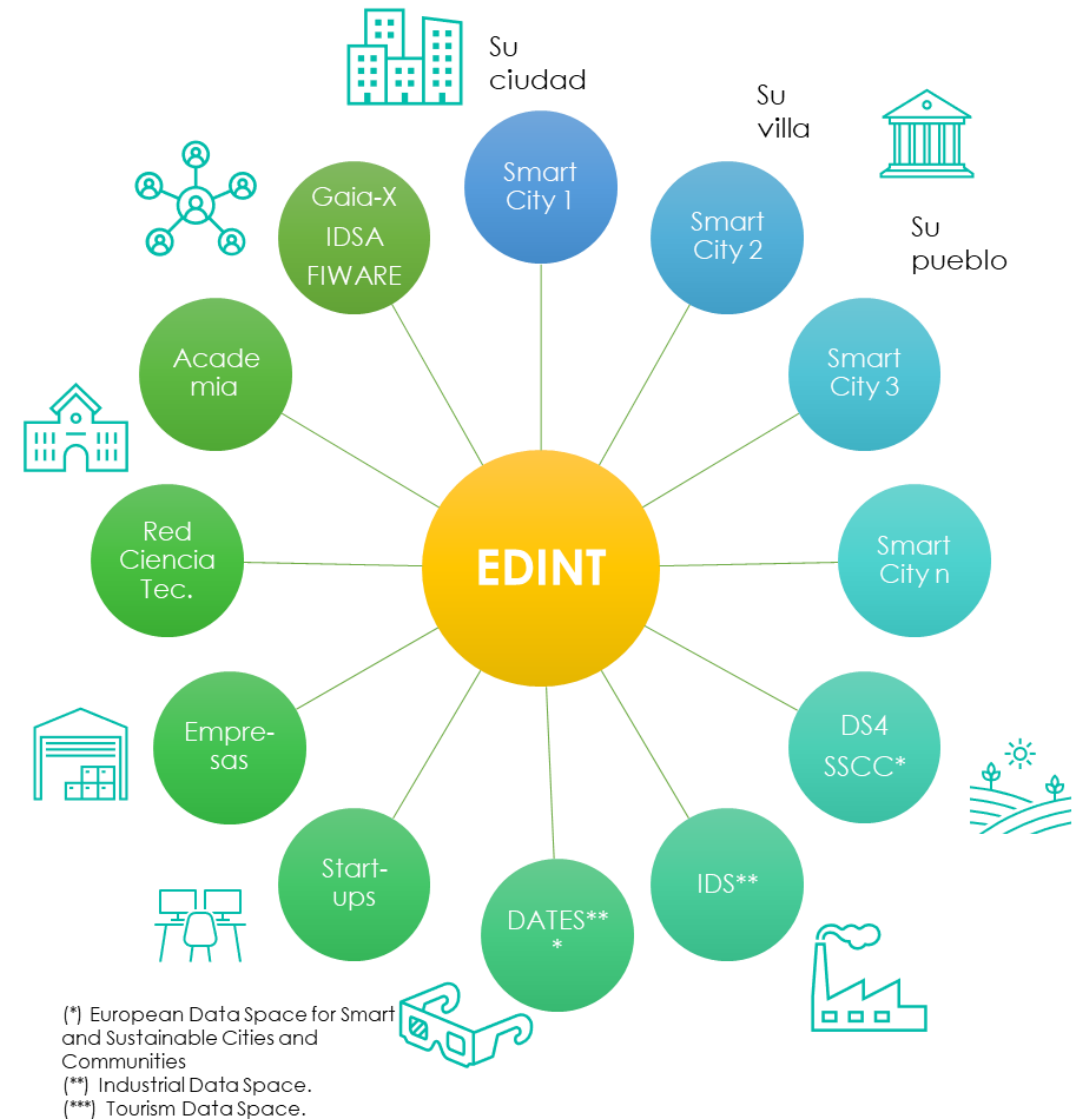 Su
ciudad
Su
villa
Su
pueblo
Smart
City 1
Smart
City 2
Smart
City 3
Smart
City n
DS4
SSCC*
IDS**
DATES**
*
Start-
ups
Empre-
sas
Red
Ciencia
Tec.
Acade
mia
Gaia-X
IDSA
FIWARE
EDINT
(*) European Data Space for Smart
and Sustainable Cities and
Communities
(**) Industrial Data Space.
(***) Tourism Data Space.